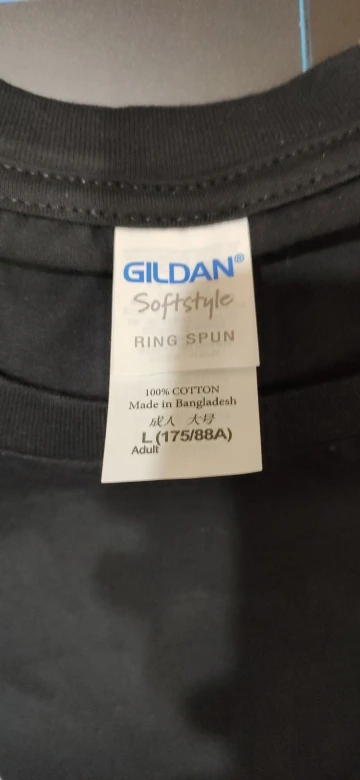 GILDAN®
Softstyle
RING SPUN
100% COTTON
Made in Bangladesh
成人 大号
L (175/88A)
Adult